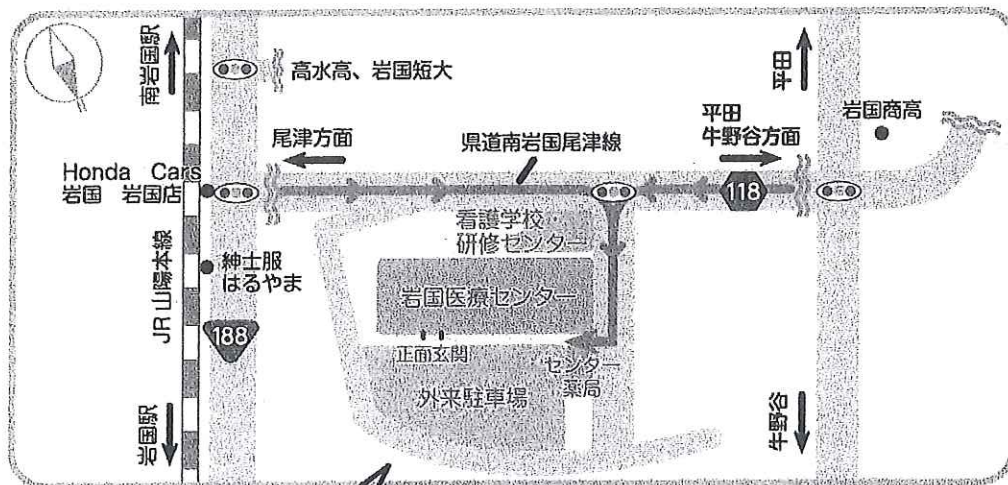 南岩国駅
高水高、岩国短大
平田
岩国商高
尾津方面
県道南岩国尾津線
平田
牛野谷方面
Honda Cars
岩国 岩国店
118
看護学校
研修センター
紳士服
はるやま
JR山陽本線
岩国医療センター
188
正面玄関
センター
薬局
外来駐車場
岩国駅
牛野谷